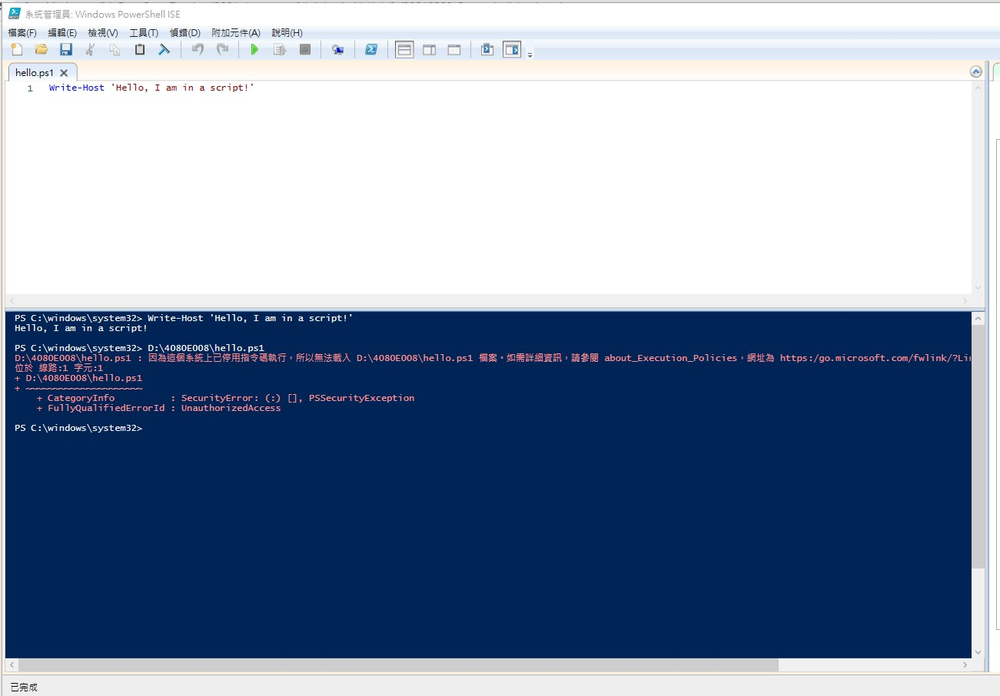 系統管理員: Windows PowerShell ISE
檔案(F) 編輯(E) 檢視(V) 工具(T) 偵錯(D) 附加元件(A) 說明(H)
hello.ps1
1 Write-Host 'Hello, I am in a script!'
PS C:\windows\system32> Write-Host 'Hello, I am in a script!'
Hello, I am in a script!
PS C:\windows\system32> D:\4080E008\hello.ps1
D:\4080E008\hello.ps1 : 因為這個系統上已停用指令碼執行，所以無法載入 D:\4080E008\hello.ps1 檔案。如需詳細資訊，請參閱 about_Execution_Policies，網址為 https:/go.microsoft.com/fwlink/?Li
位於 線路:1 字元:1
+ D:\4080E008\hello.ps1
+ ~~~~~~~~~~~~~~~~~~~~~
+ CategoryInfo : SecurityError: (:) [], PSSecurityException
+ FullyQualifiedErrorId : UnauthorizedAccess
PS C:\windows\system32>
已完成